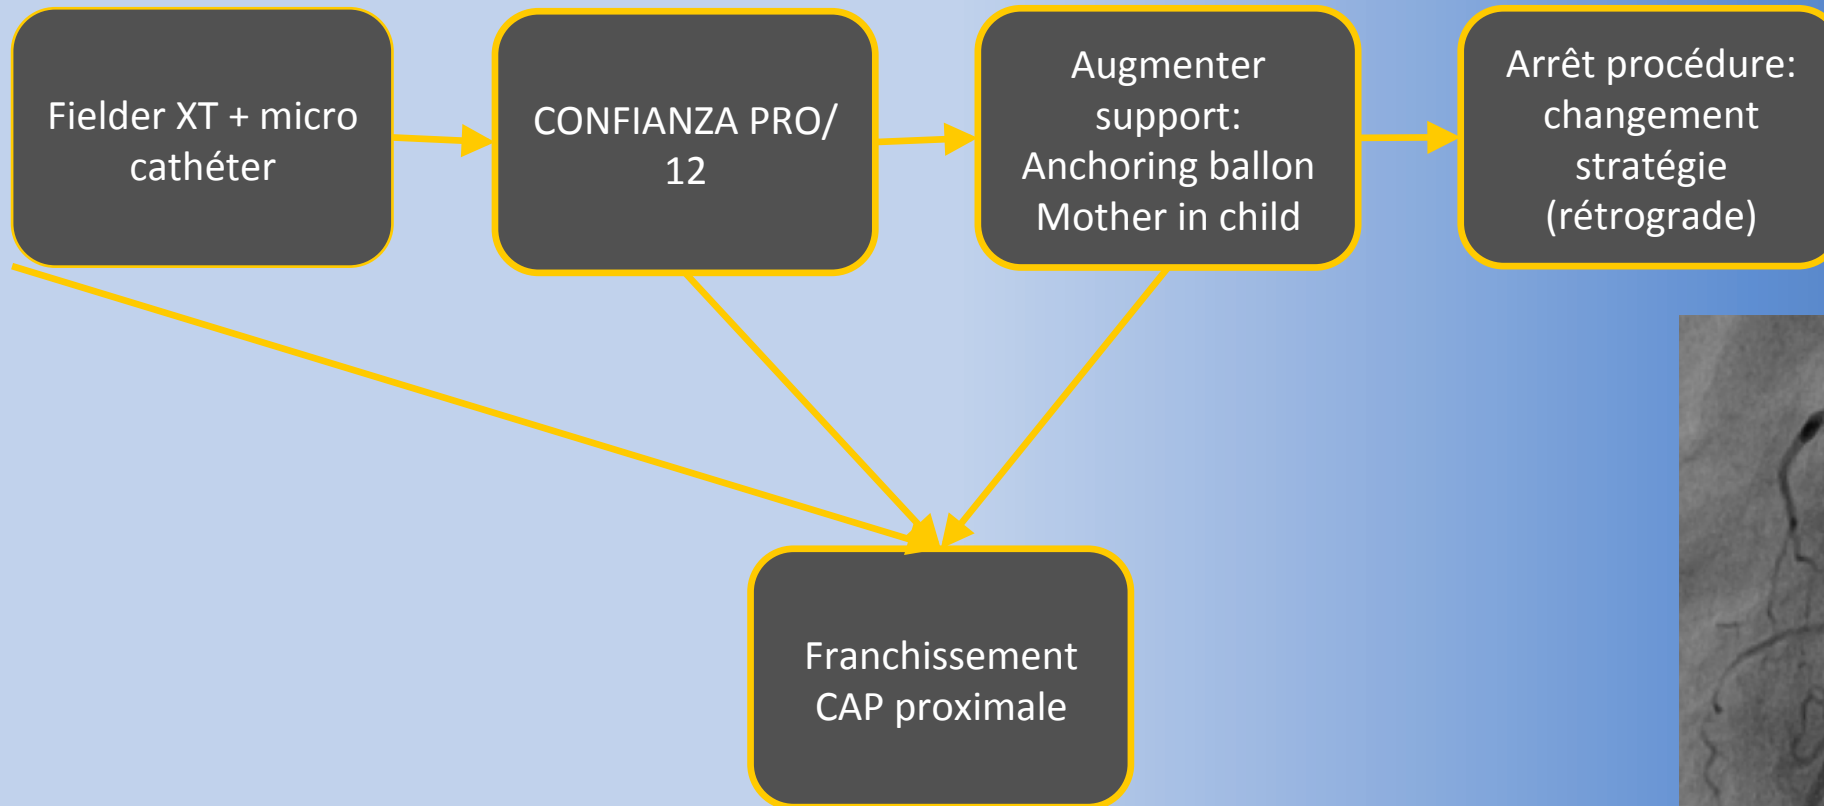 Fielder XT + micro
cathéter
CONFIANZA PRO/
12
Augmenter
support:
Anchoring ballon
Mother in child
Arrêt procédure:
changement
stratégie
(rétrograde)
Franchissement
CAP proximale